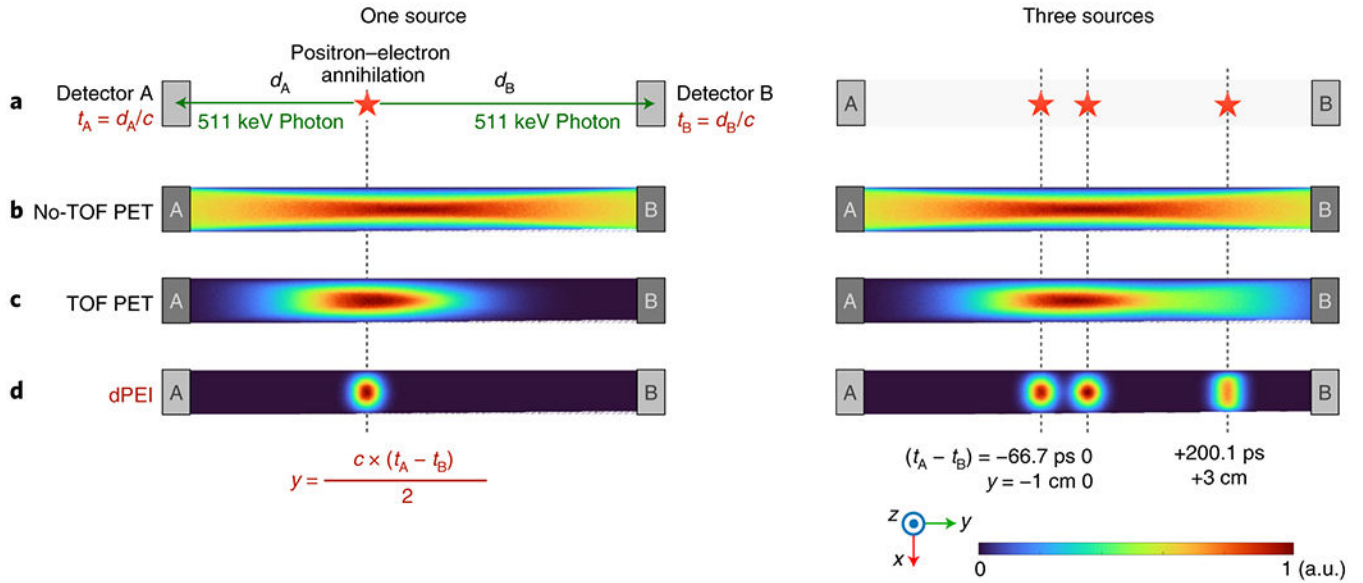 One source
Three sources
Positron–electron
annihilation
a
Detector A
t_A = d_A/c
d_A
d_B
511 keV Photon
511 keV Photon
Detector B
t_B = d_B/c
A
B
b
No-TOF PET
A
B
A
B
c
TOF PET
A
B
A
B
d
dPEI
A
B
A
B
y = c × (t_A − t_B) / 2
(t_A − t_B) = −66.7 ps 0
+200.1 ps
y = −1 cm 0
+3 cm
z
y
x
0
1 (a.u.)